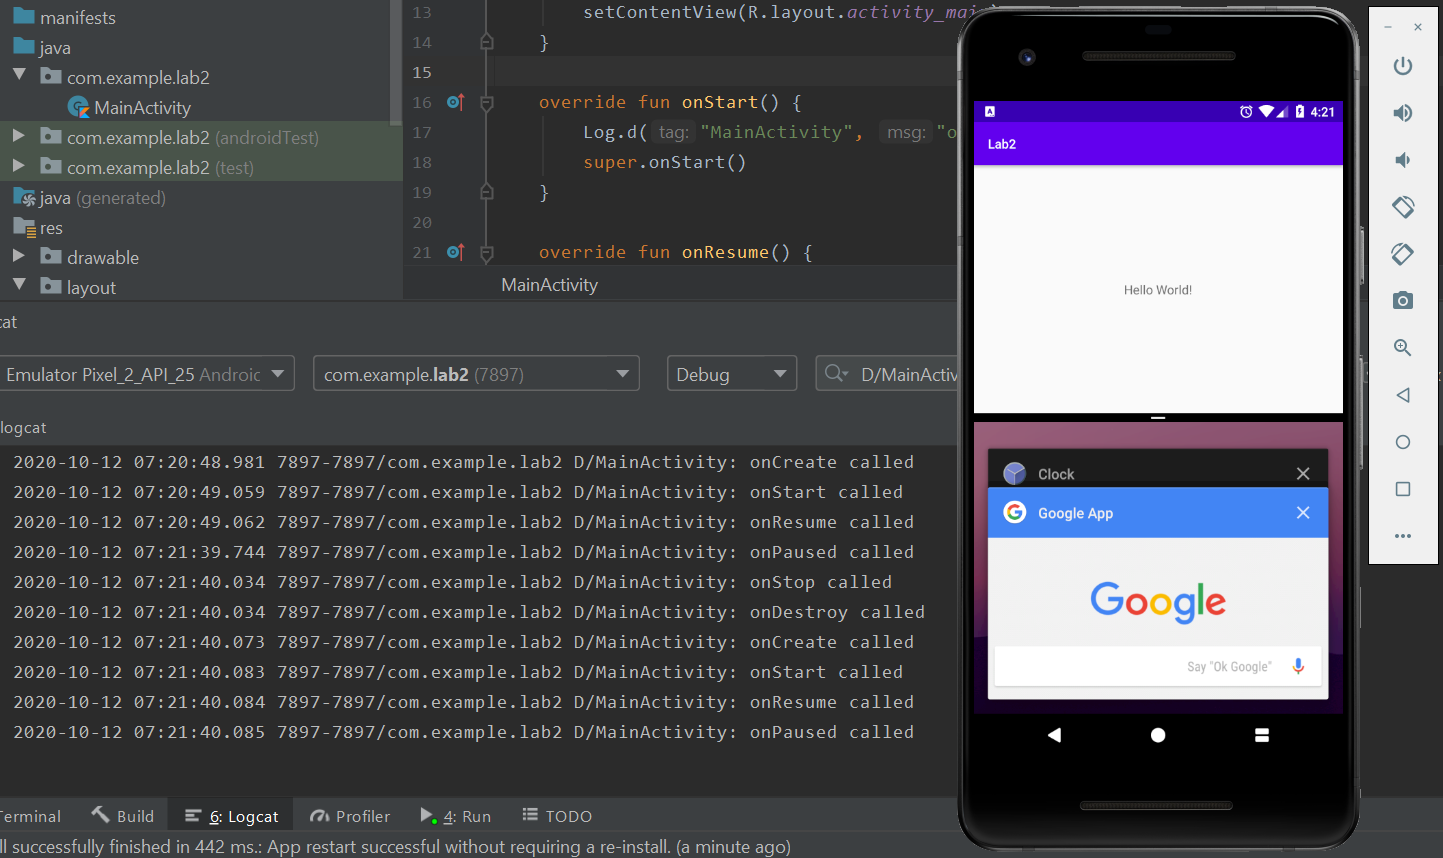 manifests
java
com.example.lab2
MainActivity
com.example.lab2 (androidTest)
com.example.lab2 (test)
java (generated)
res
drawable
layout
13 setContentView(R.layout.activity_mai
14 }
15
16 override fun onStart() {
17 Log.d( tag: "MainActivity", msg: "o
18 super.onStart()
19 }
20
21 override fun onResume() {
MainActivity
cat
Emulator Pixel_2_API_25 Androic
com.example.lab2 (7897)
Debug
D/MainActiv
logcat
2020-10-12 07:20:48.981 7897-7897/com.example.lab2 D/MainActivity: onCreate called
2020-10-12 07:20:49.059 7897-7897/com.example.lab2 D/MainActivity: onStart called
2020-10-12 07:20:49.062 7897-7897/com.example.lab2 D/MainActivity: onResume called
2020-10-12 07:21:39.744 7897-7897/com.example.lab2 D/MainActivity: onPaused called
2020-10-12 07:21:40.034 7897-7897/com.example.lab2 D/MainActivity: onStop called
2020-10-12 07:21:40.034 7897-7897/com.example.lab2 D/MainActivity: onDestroy called
2020-10-12 07:21:40.073 7897-7897/com.example.lab2 D/MainActivity: onCreate called
2020-10-12 07:21:40.083 7897-7897/com.example.lab2 D/MainActivity: onStart called
2020-10-12 07:21:40.084 7897-7897/com.example.lab2 D/MainActivity: onResume called
2020-10-12 07:21:40.085 7897-7897/com.example.lab2 D/MainActivity: onPaused called
Terminal Build 6: Logcat Profiler 4: Run TODO
ll successfully finished in 442 ms.: App restart successful without requiring a re-install. (a minute ago)
4:21
Lab2
Hello World!
Clock
Google App
Google
Say "Ok Google"